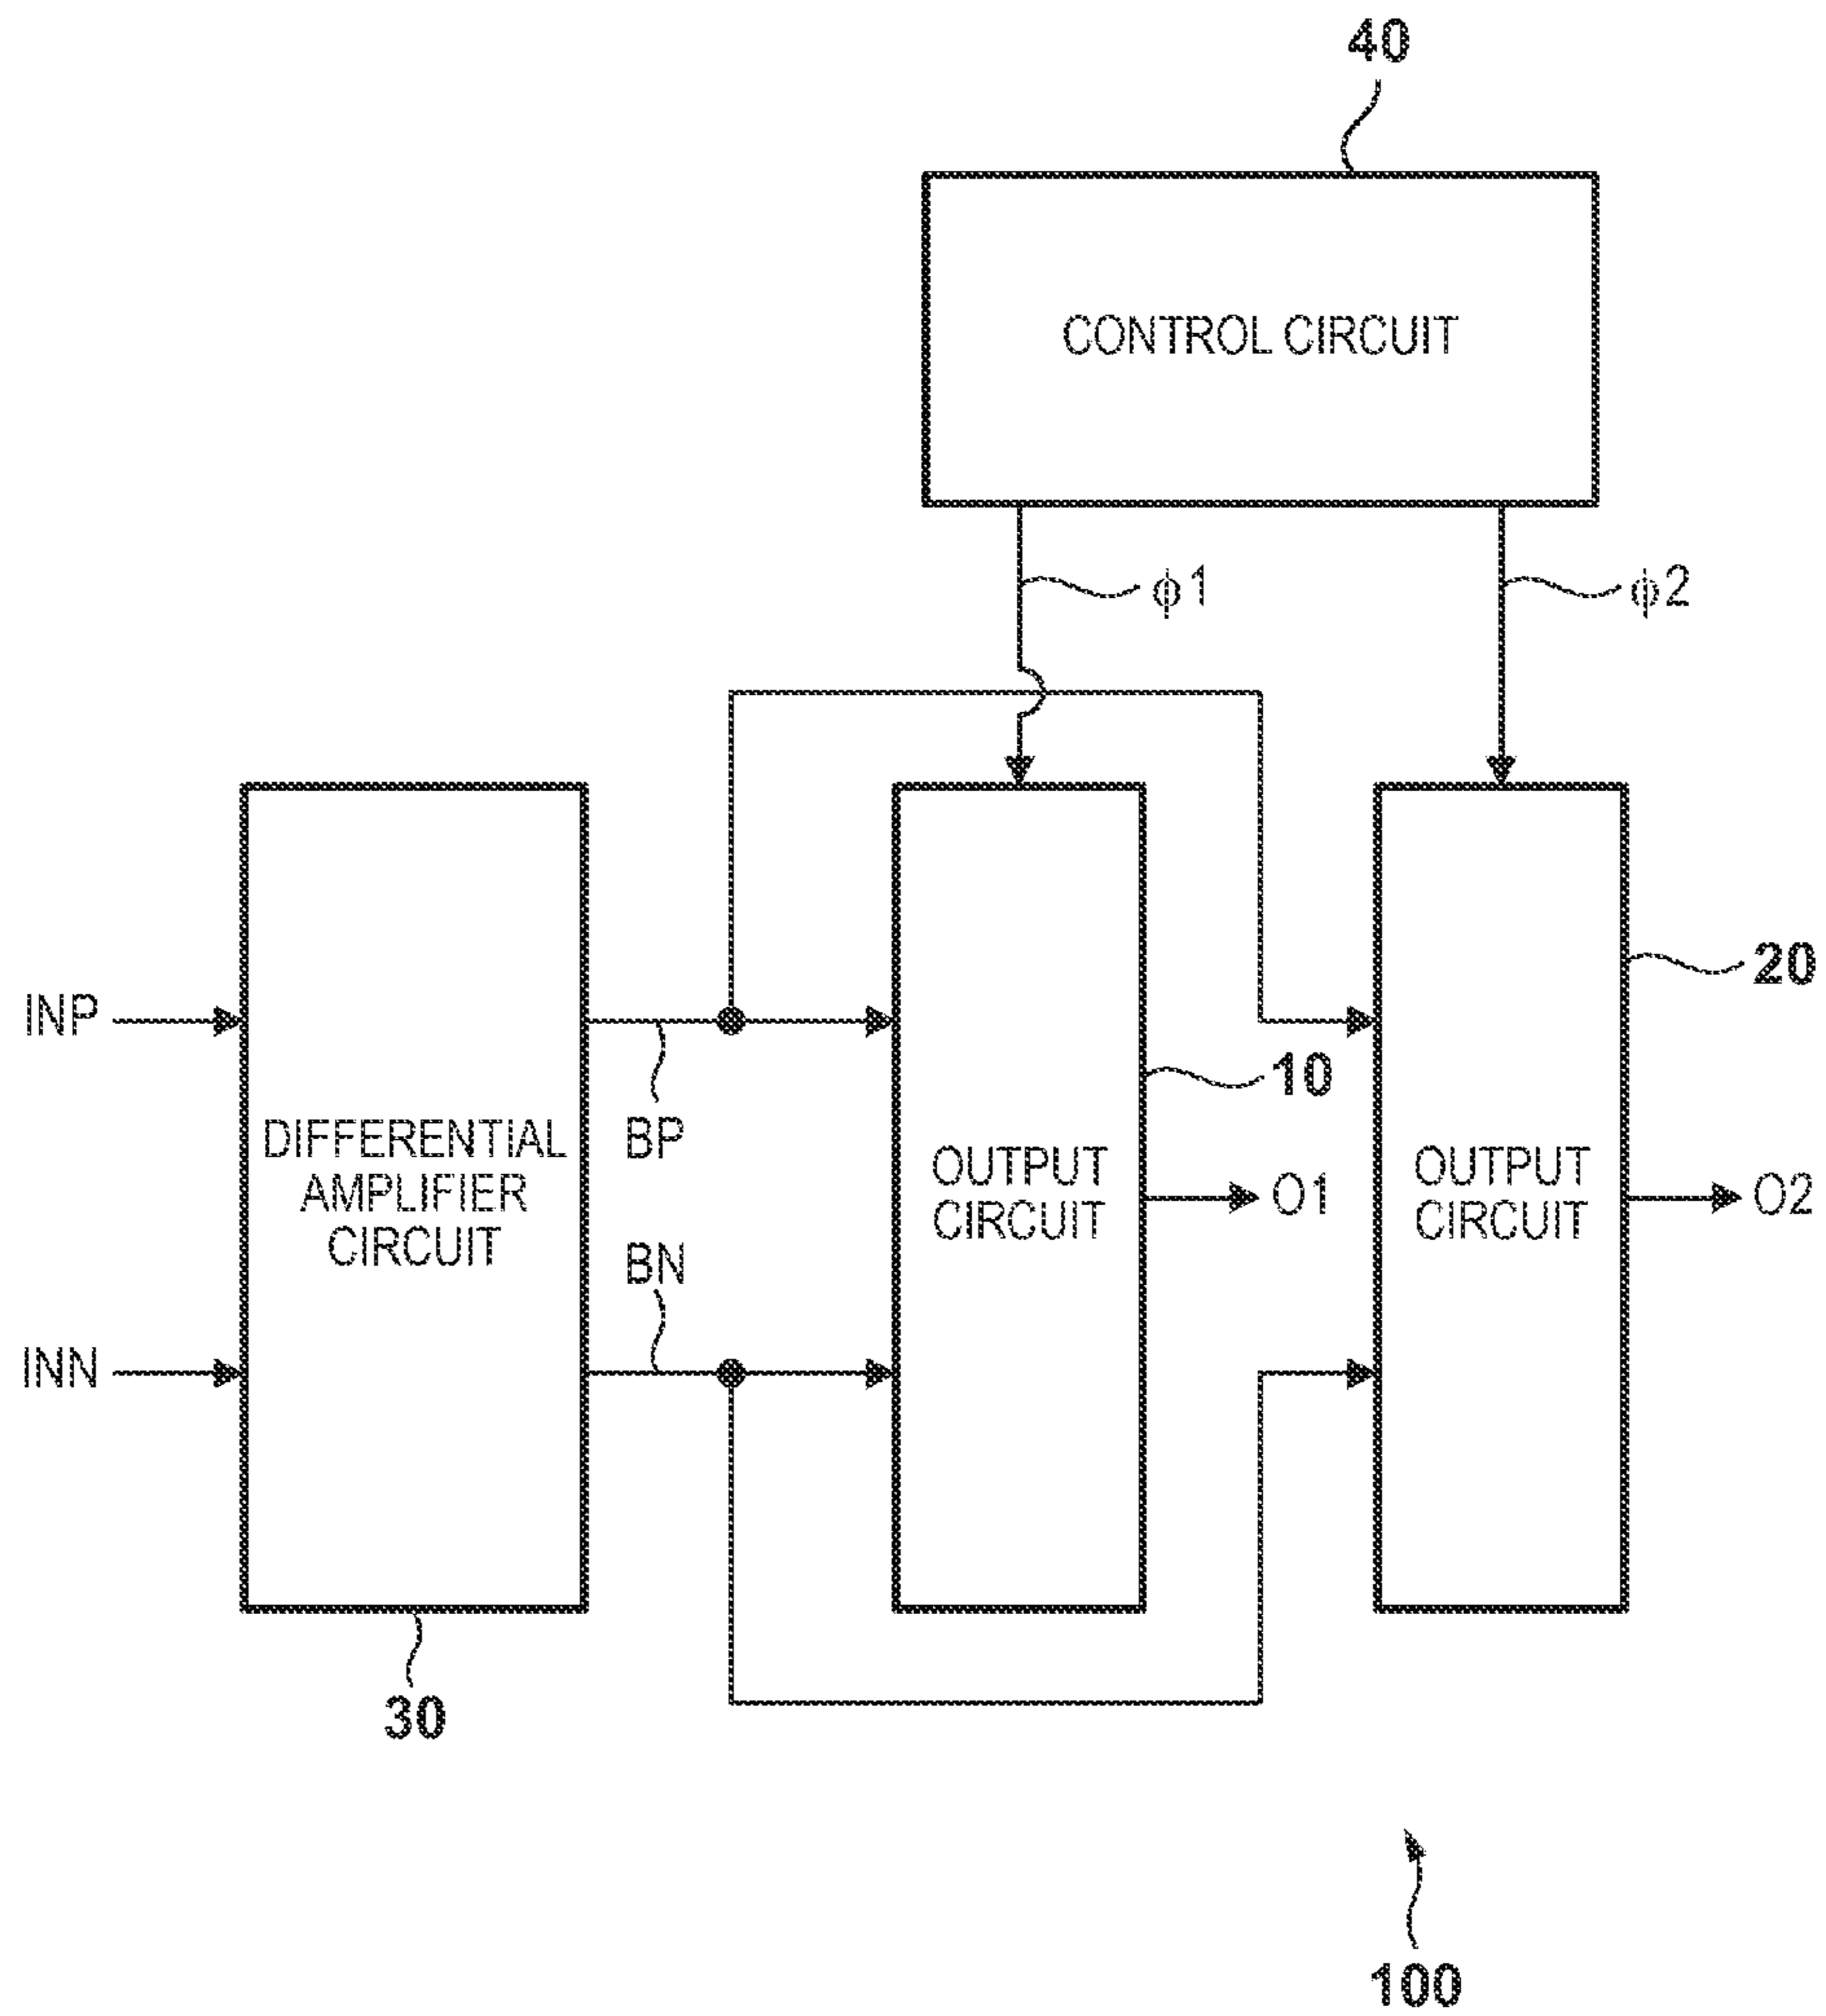 40
CONTROL CIRCUIT
ϕ1
ϕ2
20
INP
10
BP
DIFFERENTIAL
AMPLIFIER
CIRCUIT
OUTPUT
CIRCUIT
O1
OUTPUT
CIRCUIT
O2
BN
INN
30
100